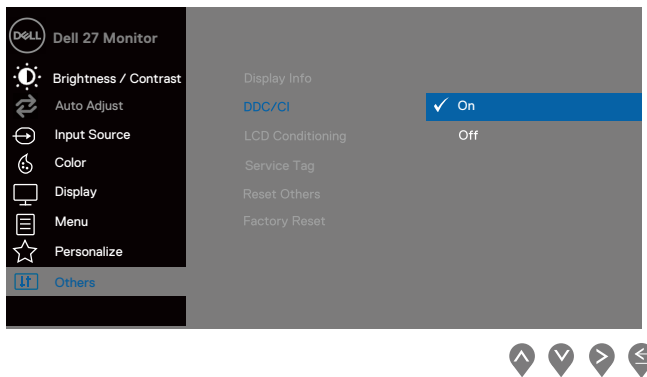 DELL
Dell 27 Monitor
Brightness / Contrast
Auto Adjust
Input Source
Color
Display
Menu
Personalize
Others
Display Info
DDC/CI
LCD Conditioning
Service Tag
Reset Others
Factory Reset
On
Off